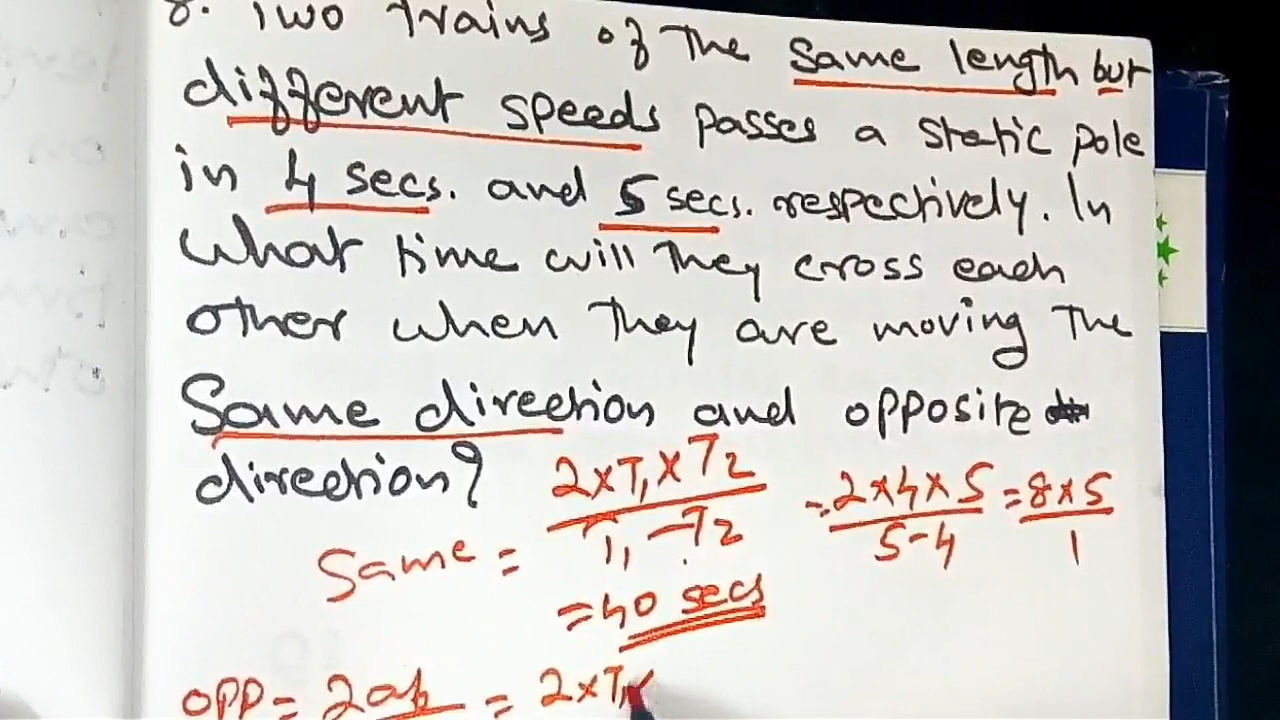 8. Two trains of the same length but
different speeds passes a static pole
in 4 secs. and 5 secs. respectively. In
what time will they cross each
other when they are moving the
Same direction and opposite
direction?
Same = 2×T1×T2 / T1-T2 = 2×4×5 / 5-4 = 8×5 / 1
= 40 secs
OPP = 2ab = 2×T1×